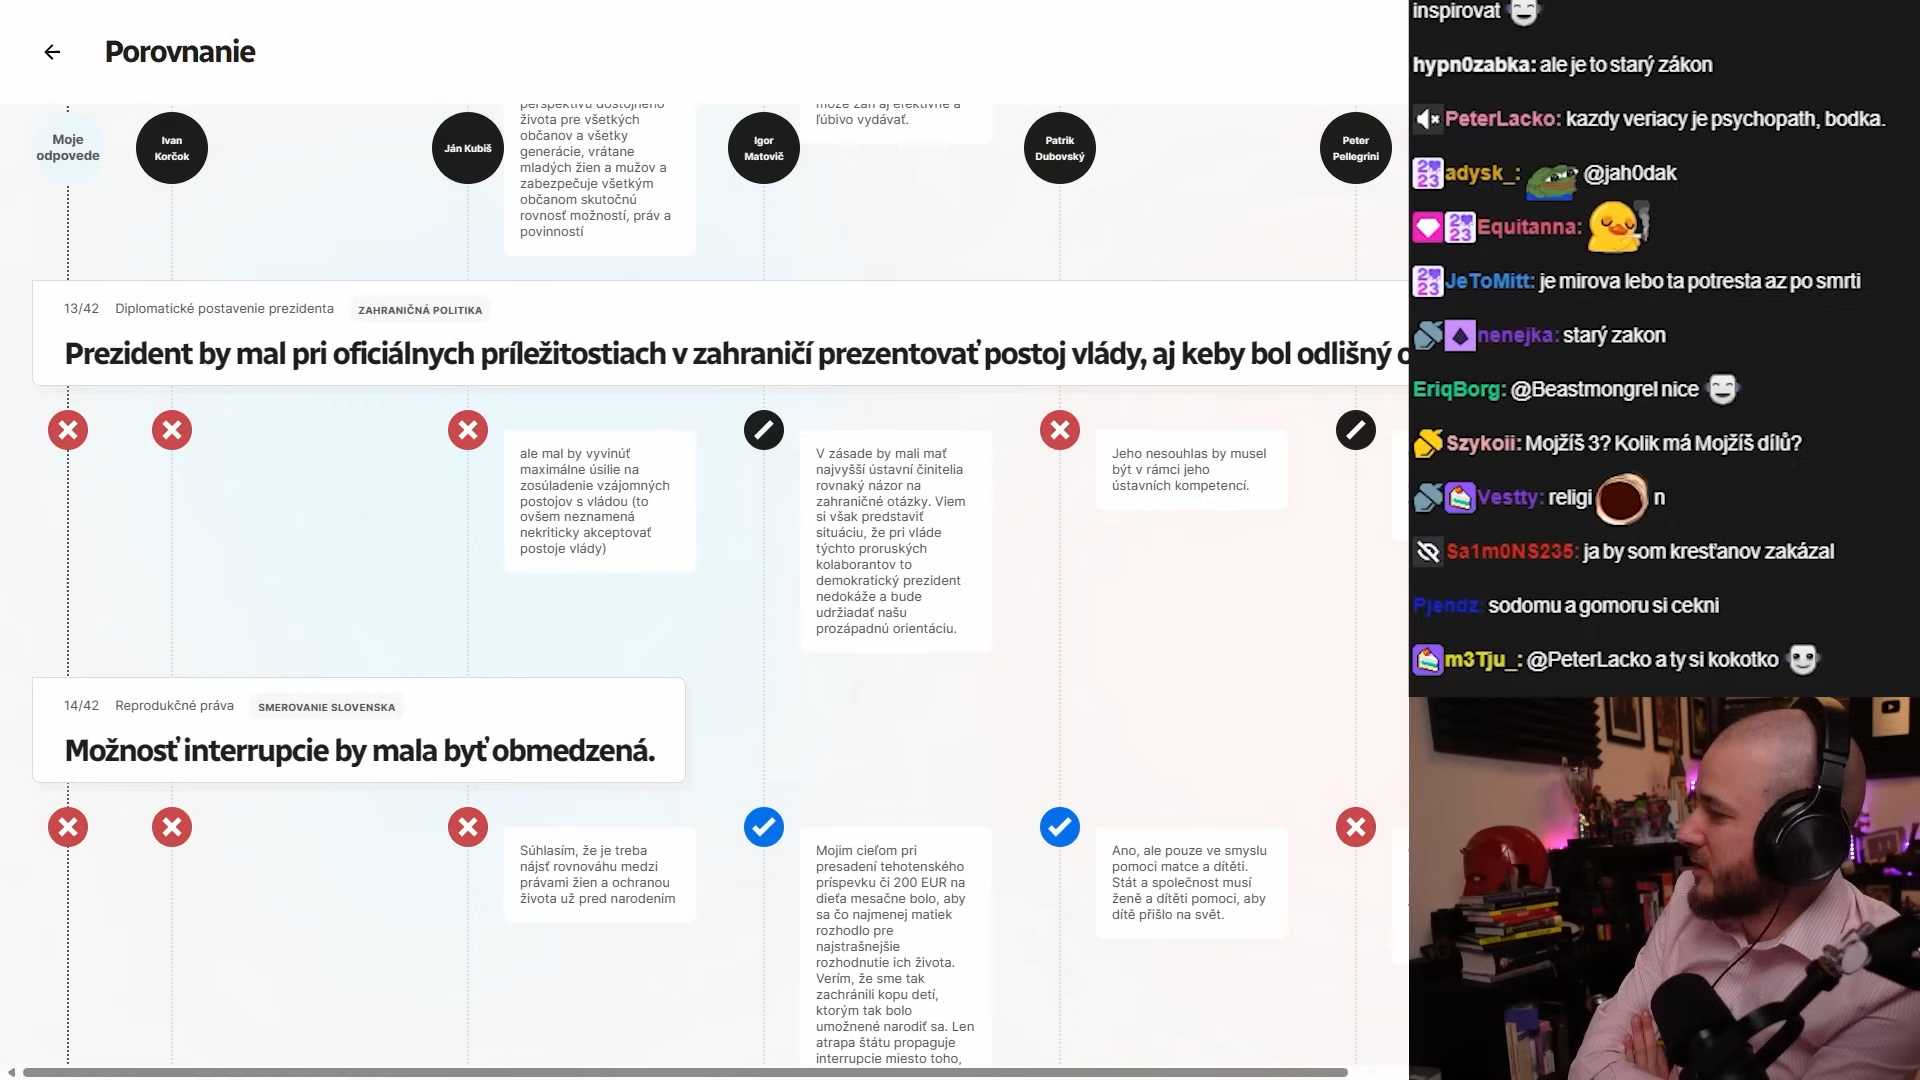 Porovnanie
Moje
odpovede
Ivan
Korčok
Ján Kubiš
Igor
Matovič
Patrik
Dubovský
Peter
Pellegrini
perspektívu dôstojného
života pre všetkých
občanov a všetky
generácie, vrátane
mladých žien a mužov a
zabezpečuje všetkým
občanom skutočnú
rovnosť možností, práv a
povinností
môže zaň aj efektívne a
ľúbivo vydávať.
13/42 Diplomatické postavenie prezidenta ZAHRANIČNÁ POLITIKA
Prezident by mal pri oficiálnych príležitostiach v zahraničí prezentovať postoj vlády, aj keby bol odlišný o
ale mal by vyvinúť
maximálne úsilie na
zosúladenie vzájomných
postojov s vládou (to
ovšem neznamená
nekriticky akceptovať
postoje vlády)
V zásade by mali mať
najvyšší ústavní činitelia
rovnaký názor na
zahraničné otázky. Viem
si však predstaviť
situáciu, že pri vláde
týchto proruských
kolaborantov to
demokratický prezident
nedokáže a bude
udržiadať našu
prozápadnú orientáciu.
Jeho nesouhlas by musel
být v rámci jeho
ústavních kompetencí.
14/42 Reprodukčné práva SMEROVANIE SLOVENSKA
Možnosť interrupcie by mala byť obmedzená.
Súhlasím, že je treba
nájsť rovnováhu medzi
právami žien a ochranou
života už pred narodením
Mojim cieľom pri
presadení tehotenského
príspevku či 200 EUR na
dieťa mesačne bolo, aby
sa čo najmenej matiek
rozhodlo pre
najstrašnejšie
rozhodnutie ich života.
Verím, že sme tak
zachránili kopu detí,
ktorým tak bolo
umožnené narodiť sa. Len
atrapa štátu propaguje
interrupcie miesto toho,
Ano, ale pouze ve smyslu
pomoci matce a dítěti.
Stát a společnost musí
ženě a dítěti pomoci, aby
dítě přišlo na svět.
inspirovat
hypn0zabka: ale je to starý zákon
PeterLacko: kazdy veriacy je psychopath, bodka.
adysk_: @jah0dak
Equitanna:
JeToMitt: je mirova lebo ta potresta az po smrti
nenejka: starý zakon
EriqBorg: @Beastmongrel nice
Szykoii: Mojžíš 3? Kolik má Mojžíš dílů?
Vestty: religi n
Sa1m0NS235: ja by som kresťanov zakázal
Pjendz: sodomu a gomoru si cekni
m3Tju_: @PeterLacko a ty si kokotko